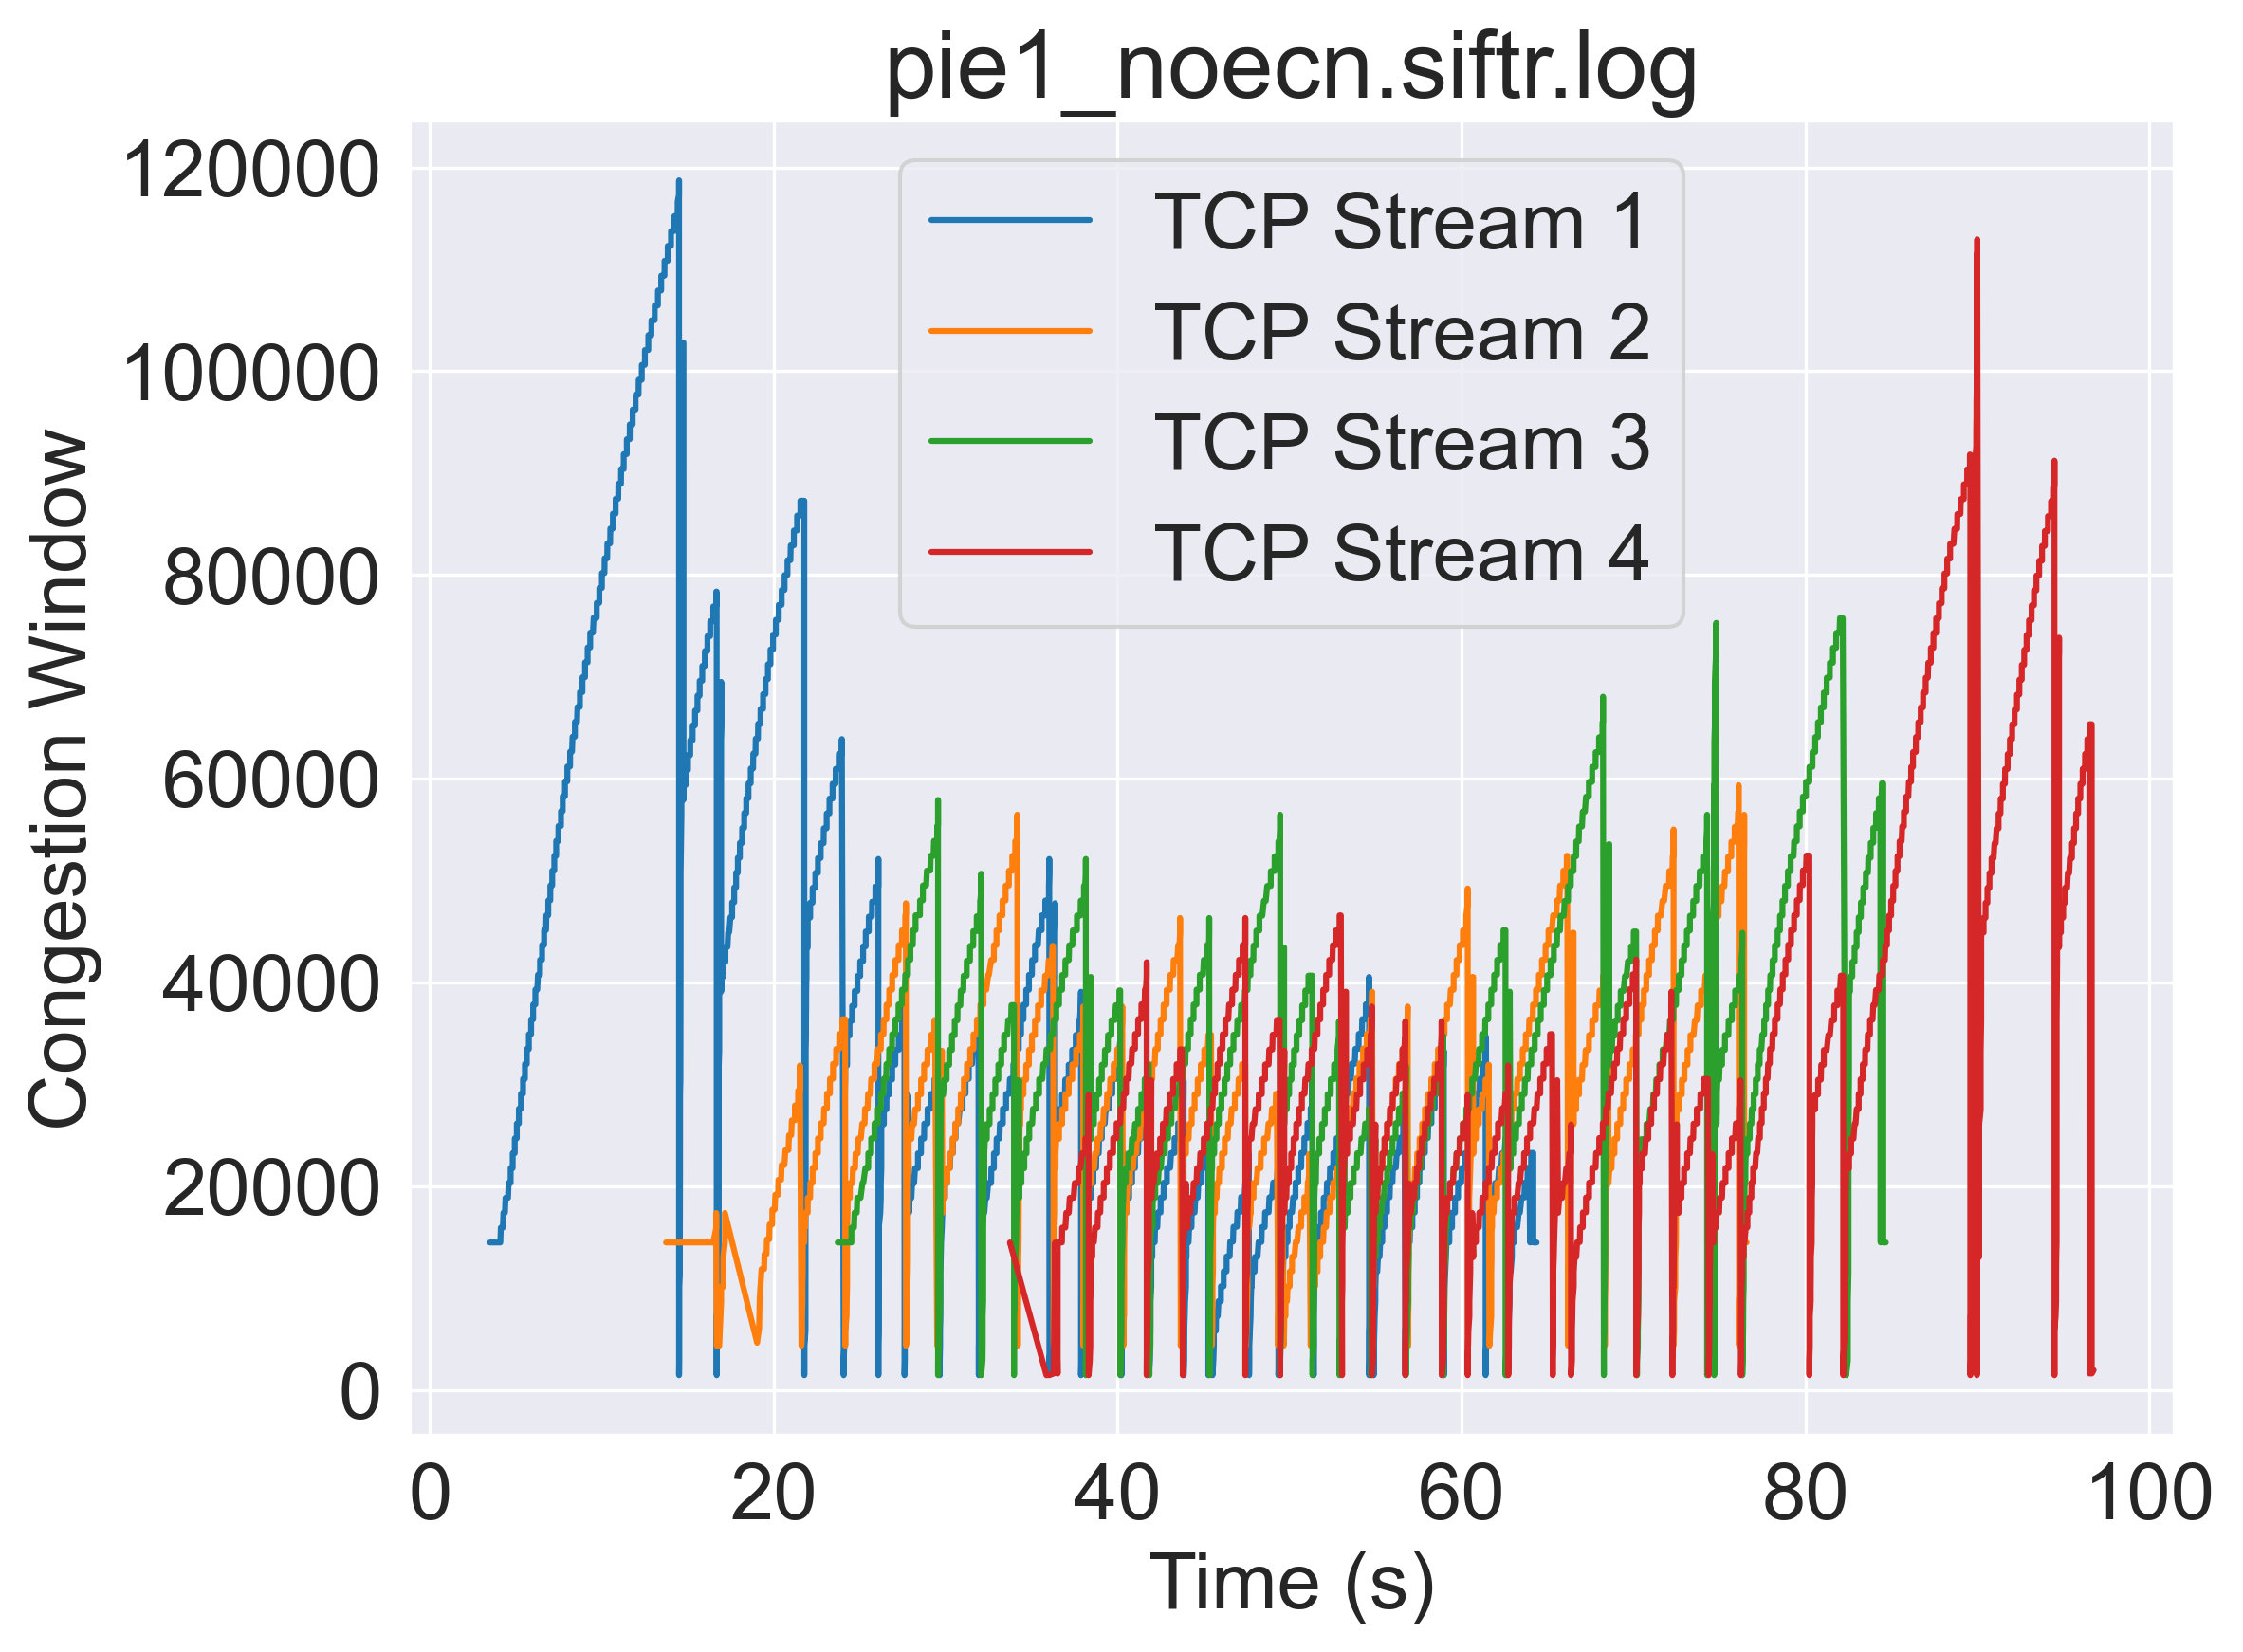 pie1_noecn.siftr.log
TCP Stream 1
TCP Stream 2
TCP Stream 3
TCP Stream 4
Congestion Window
120000
100000
80000
60000
40000
20000
0
0 20 40 60 80 100
Time (s)